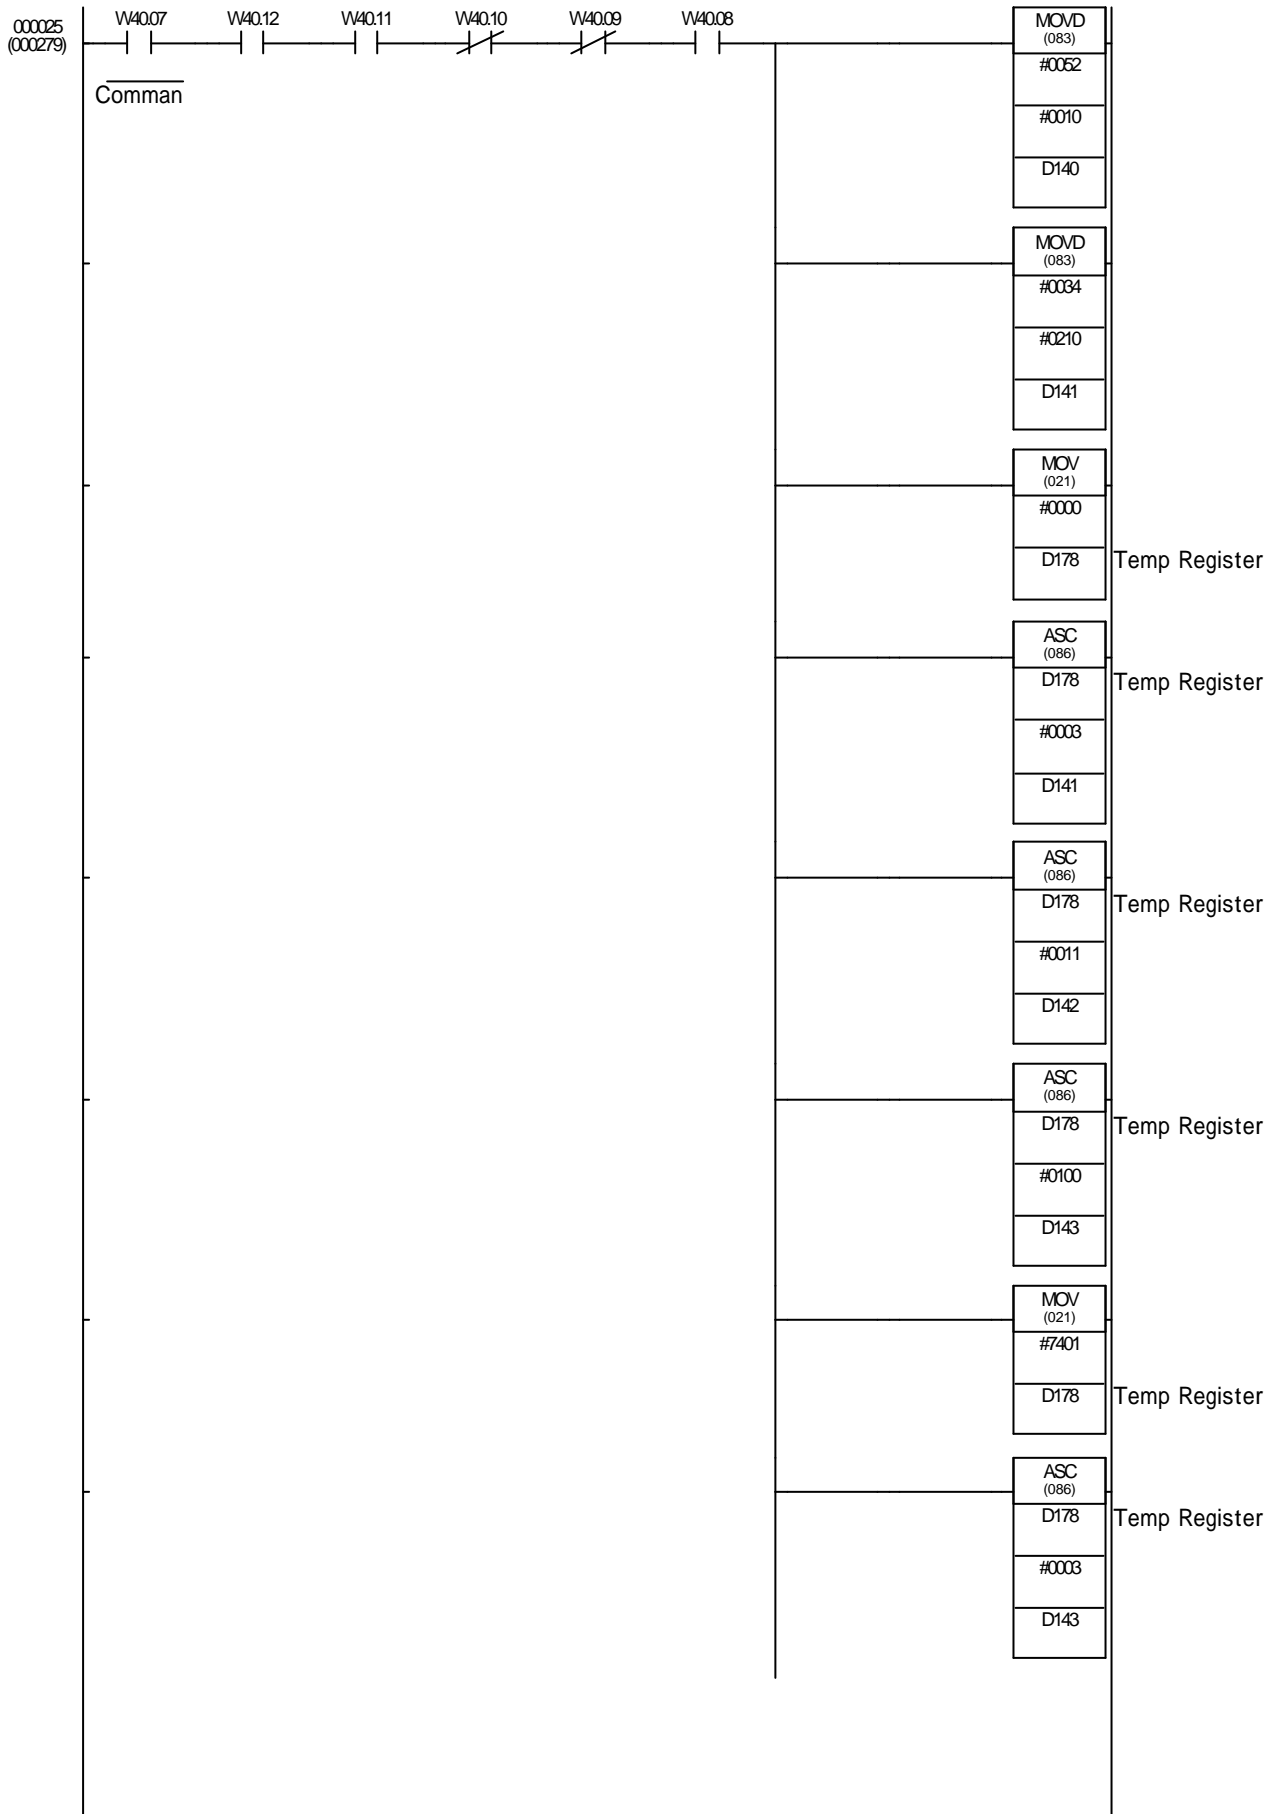 000025
(000279)
W40.07 W40.12 W40.11 W40.10 W40.09 W40.08
Comman
MOVD
(083)
#0052
#0010
D140
MOVD
(083)
#0034
#0210
D141
MOV
(021)
#0000
D178 Temp Register
ASC
(086)
D178 Temp Register
#0003
D141
ASC
(086)
D178 Temp Register
#0011
D142
ASC
(086)
D178 Temp Register
#0100
D143
MOV
(021)
#7401
D178 Temp Register
ASC
(086)
D178 Temp Register
#0003
D143